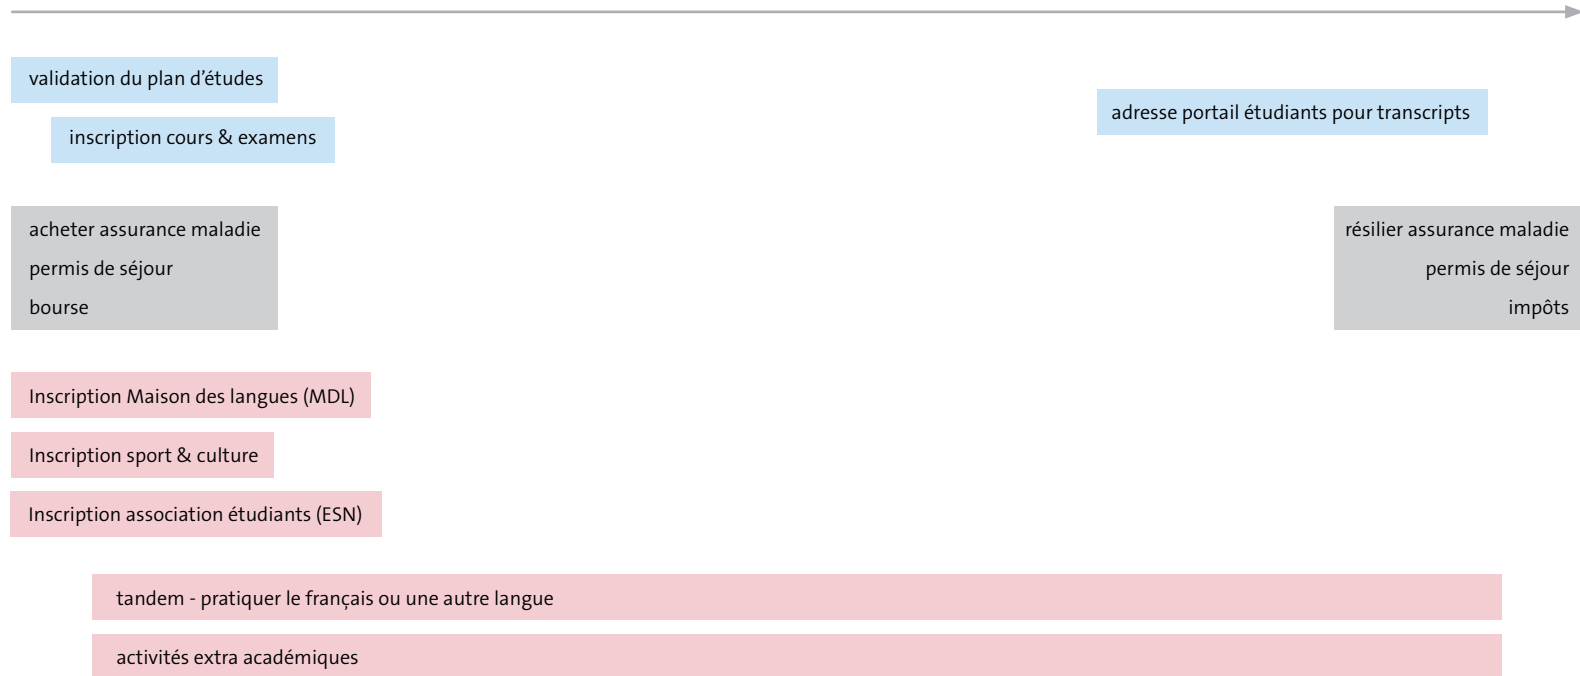 validation du plan d’études
inscription cours & examens
adresse portail étudiants pour transcripts
acheter assurance maladie
permis de séjour
bourse
résilier assurance maladie
permis de séjour
impôts
Inscription Maison des langues (MDL)
Inscription sport & culture
Inscription association étudiants (ESN)
tandem - pratiquer le français ou une autre langue
activités extra académiques